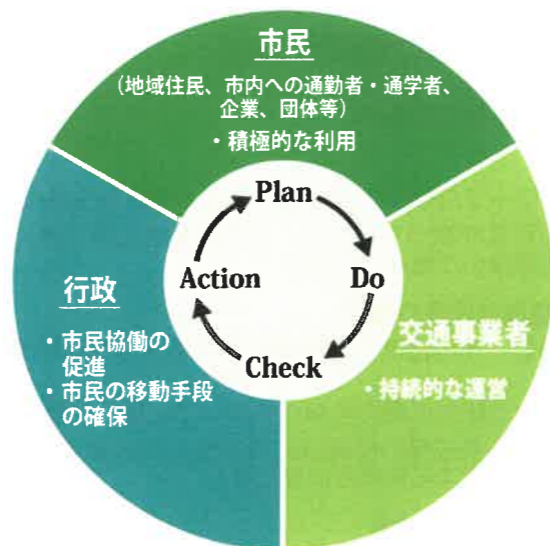 市民
(地域住民、市内への通勤者・通学者、
企業、団体等)
・積極的な利用
Plan
Do
Check
Action
行政
・市民協働の
促進
・市民の移動手段
の確保
交通事業者
・持続的な運営